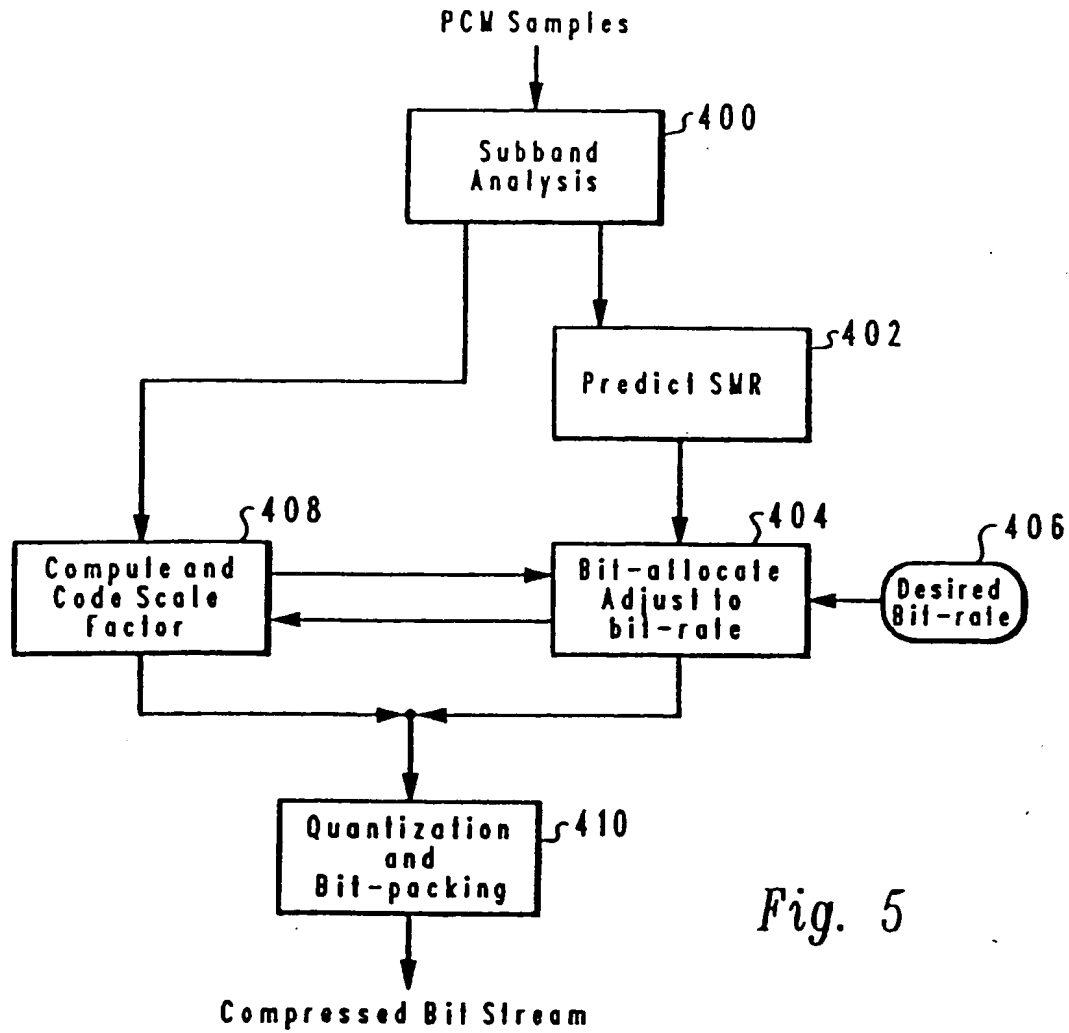 PCM Samples
400
Subband
Analysis
402
Predict SMR
408
Compute and
Code Scale
Factor
404
Bit-allocate
Adjust to
bit-rate
406
Desired
Bit-rate
Quantization
and
Bit-packing
410
Fig. 5
Compressed Bit Stream